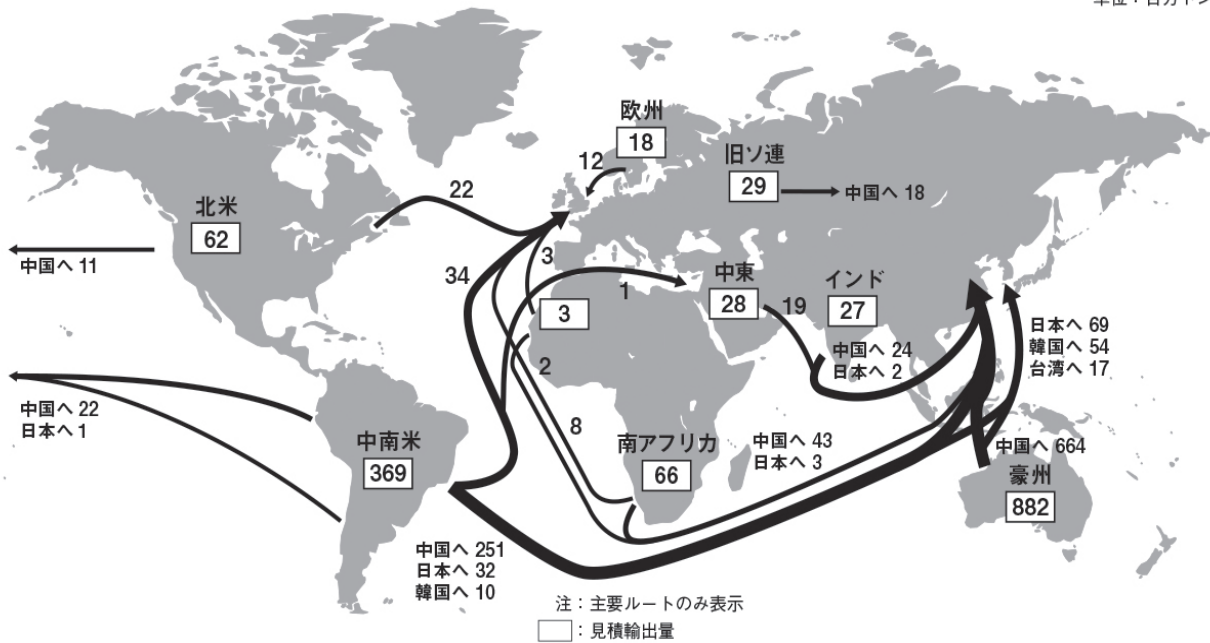 欧州
18
12
旧ソ連
29
中国へ 18
22
北米
62
中国へ 11
34
3
1
3
2
中東
28
19
インド
27
中国へ 24
日本へ 2
日本へ 69
韓国へ 54
台湾へ 17
中国へ 22
日本へ 1
中南米
369
8
南アフリカ
66
中国へ 43
日本へ 3
中国へ 664
豪州
882
中国へ 251
日本へ 32
韓国へ 10
注：主要ルートのみ表示
：見積輸出量